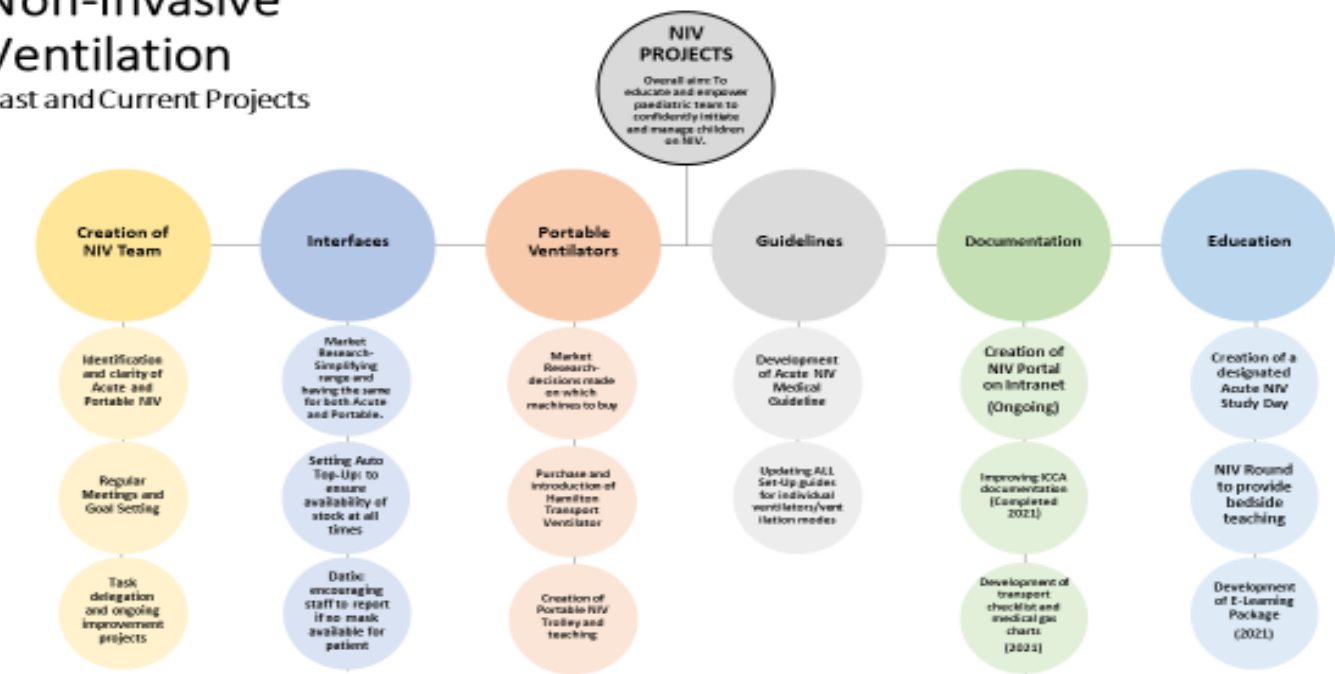 Non-Invasive
Ventilation
ast and Current Projects
NIV
PROJECTS
Overall aim: To
educate and empower
paediatric team to
confidently initiate
and manage children
on NIV.
Creation of
NIV Team
Interfaces
Portable
Ventilators
Guidelines
Documentation
Education
Identification
and clarity of
Acute and
Portable NIV
Regular
Meetings and
Goal Setting
Task
delegation
and ongoing
improvement
projects
Market
Research-
Simplifying
range and
having the same
for both Acute
and Portable.
Setting Auto
Top-Up: to
ensure
availability of
stock at all
times
Datix:
encouraging
staff to report
if no mask
available for
patient
Market
Research-
decisions made
on which
machines to buy
Purchase and
introduction of
Hamilton
Transport
Ventilator
Creation of
Portable NIV
Trolley and
teaching
Development
of Acute NIV
Medical
Guideline
Updating ALL
Set-Up guides
for individual
ventilators/vent
ilation modes
Creation of
NIV Portal
on Intranet
(Ongoing)
Improving ICCA
documentation
(Completed
2021)
Development of
transport
checklist and
medical gas
charts
(2021)
Creation of a
designated
Acute NIV
Study Day
NIV Round
to provide
bedside
teaching
Development
of E-Learning
Package
(2021)